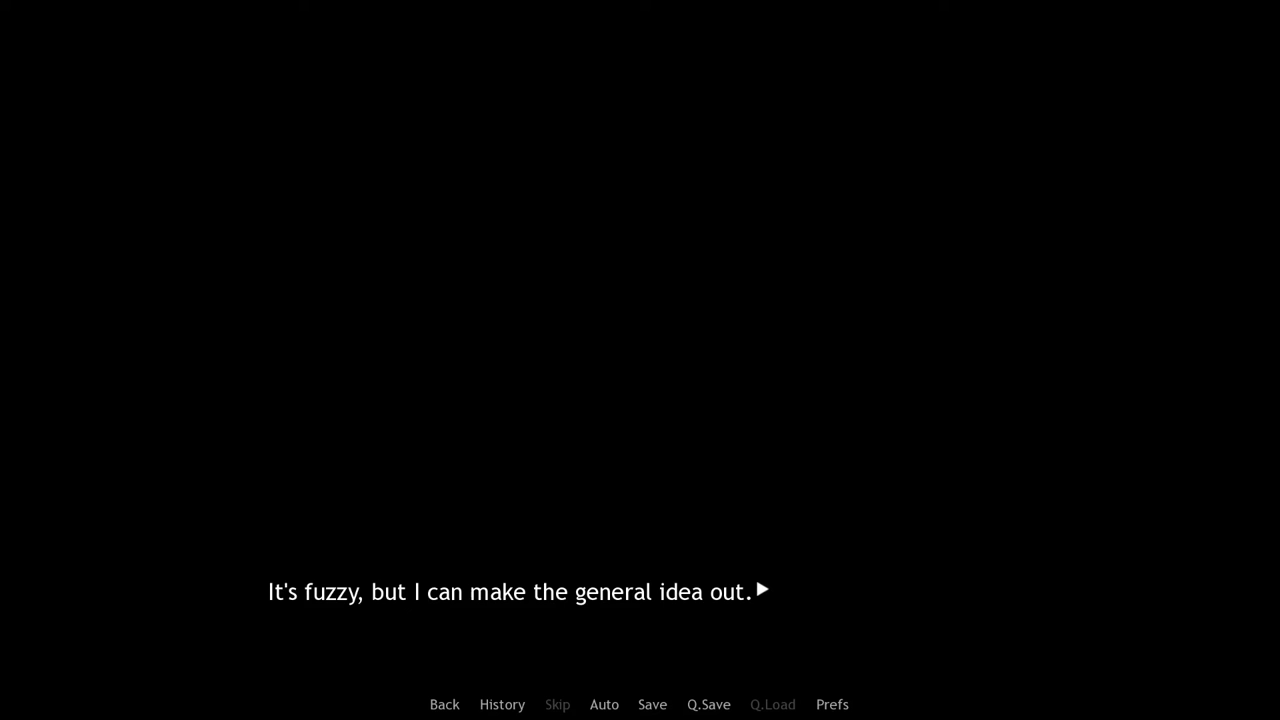 It's fuzzy, but I can make the general idea out.
Back History Skip Auto Save Q.Save Q.Load Prefs